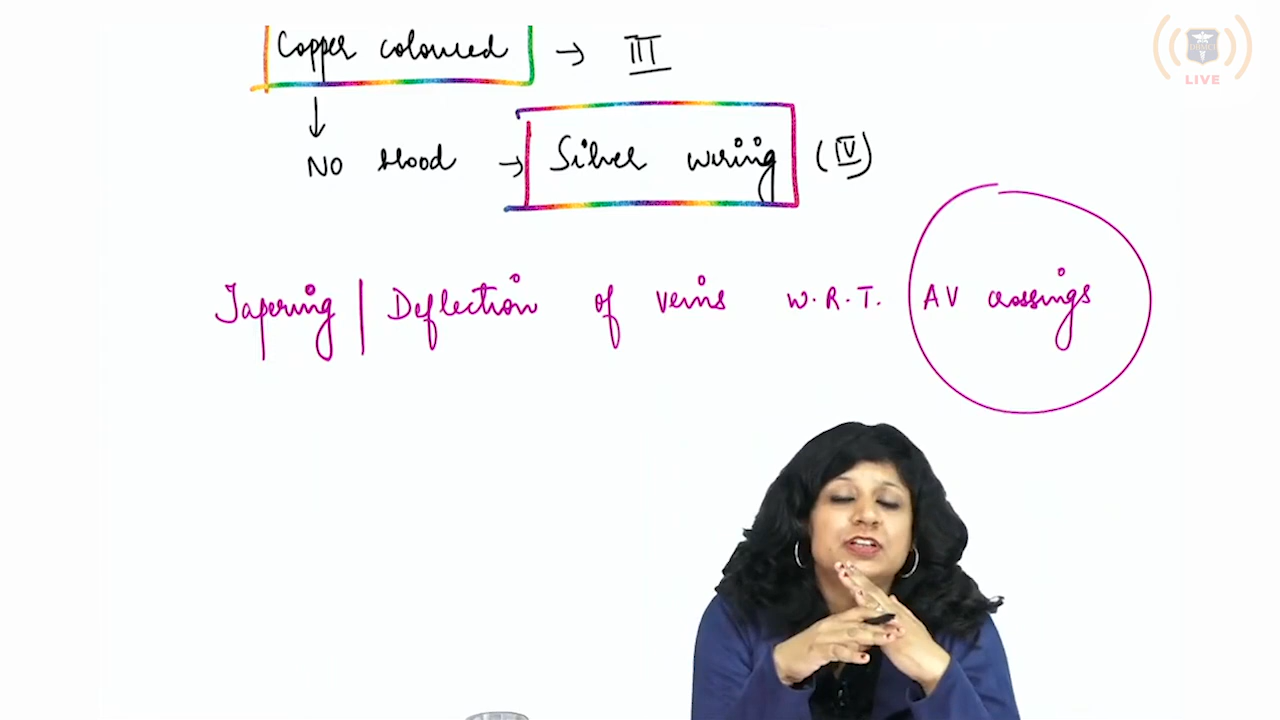 Copper coloured → III
↓
NO blood → Silver wiring (IV)
Tapering | Deflection of veins W.R.T. AV crossings
LIVE